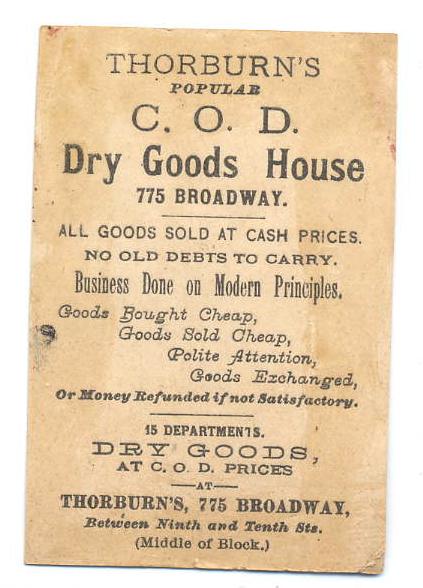 THORBURN'S
POPULAR
C. O. D.
Dry Goods House
775 BROADWAY.
ALL GOODS SOLD AT CASH PRICES.
NO OLD DEBTS TO CARRY.
Business Done on Modern Principles.
Goods Bought Cheap,
Goods Sold Cheap,
Polite Attention,
Goods Exchanged,
Or Money Refunded if not Satisfactory.
15 DEPARTMENTS.
DRY GOODS,
AT C. O. D. PRICES
—AT—
THORBURN'S, 775 BROADWAY,
Between Ninth and Tenth Sts.
(Middle of Block.)